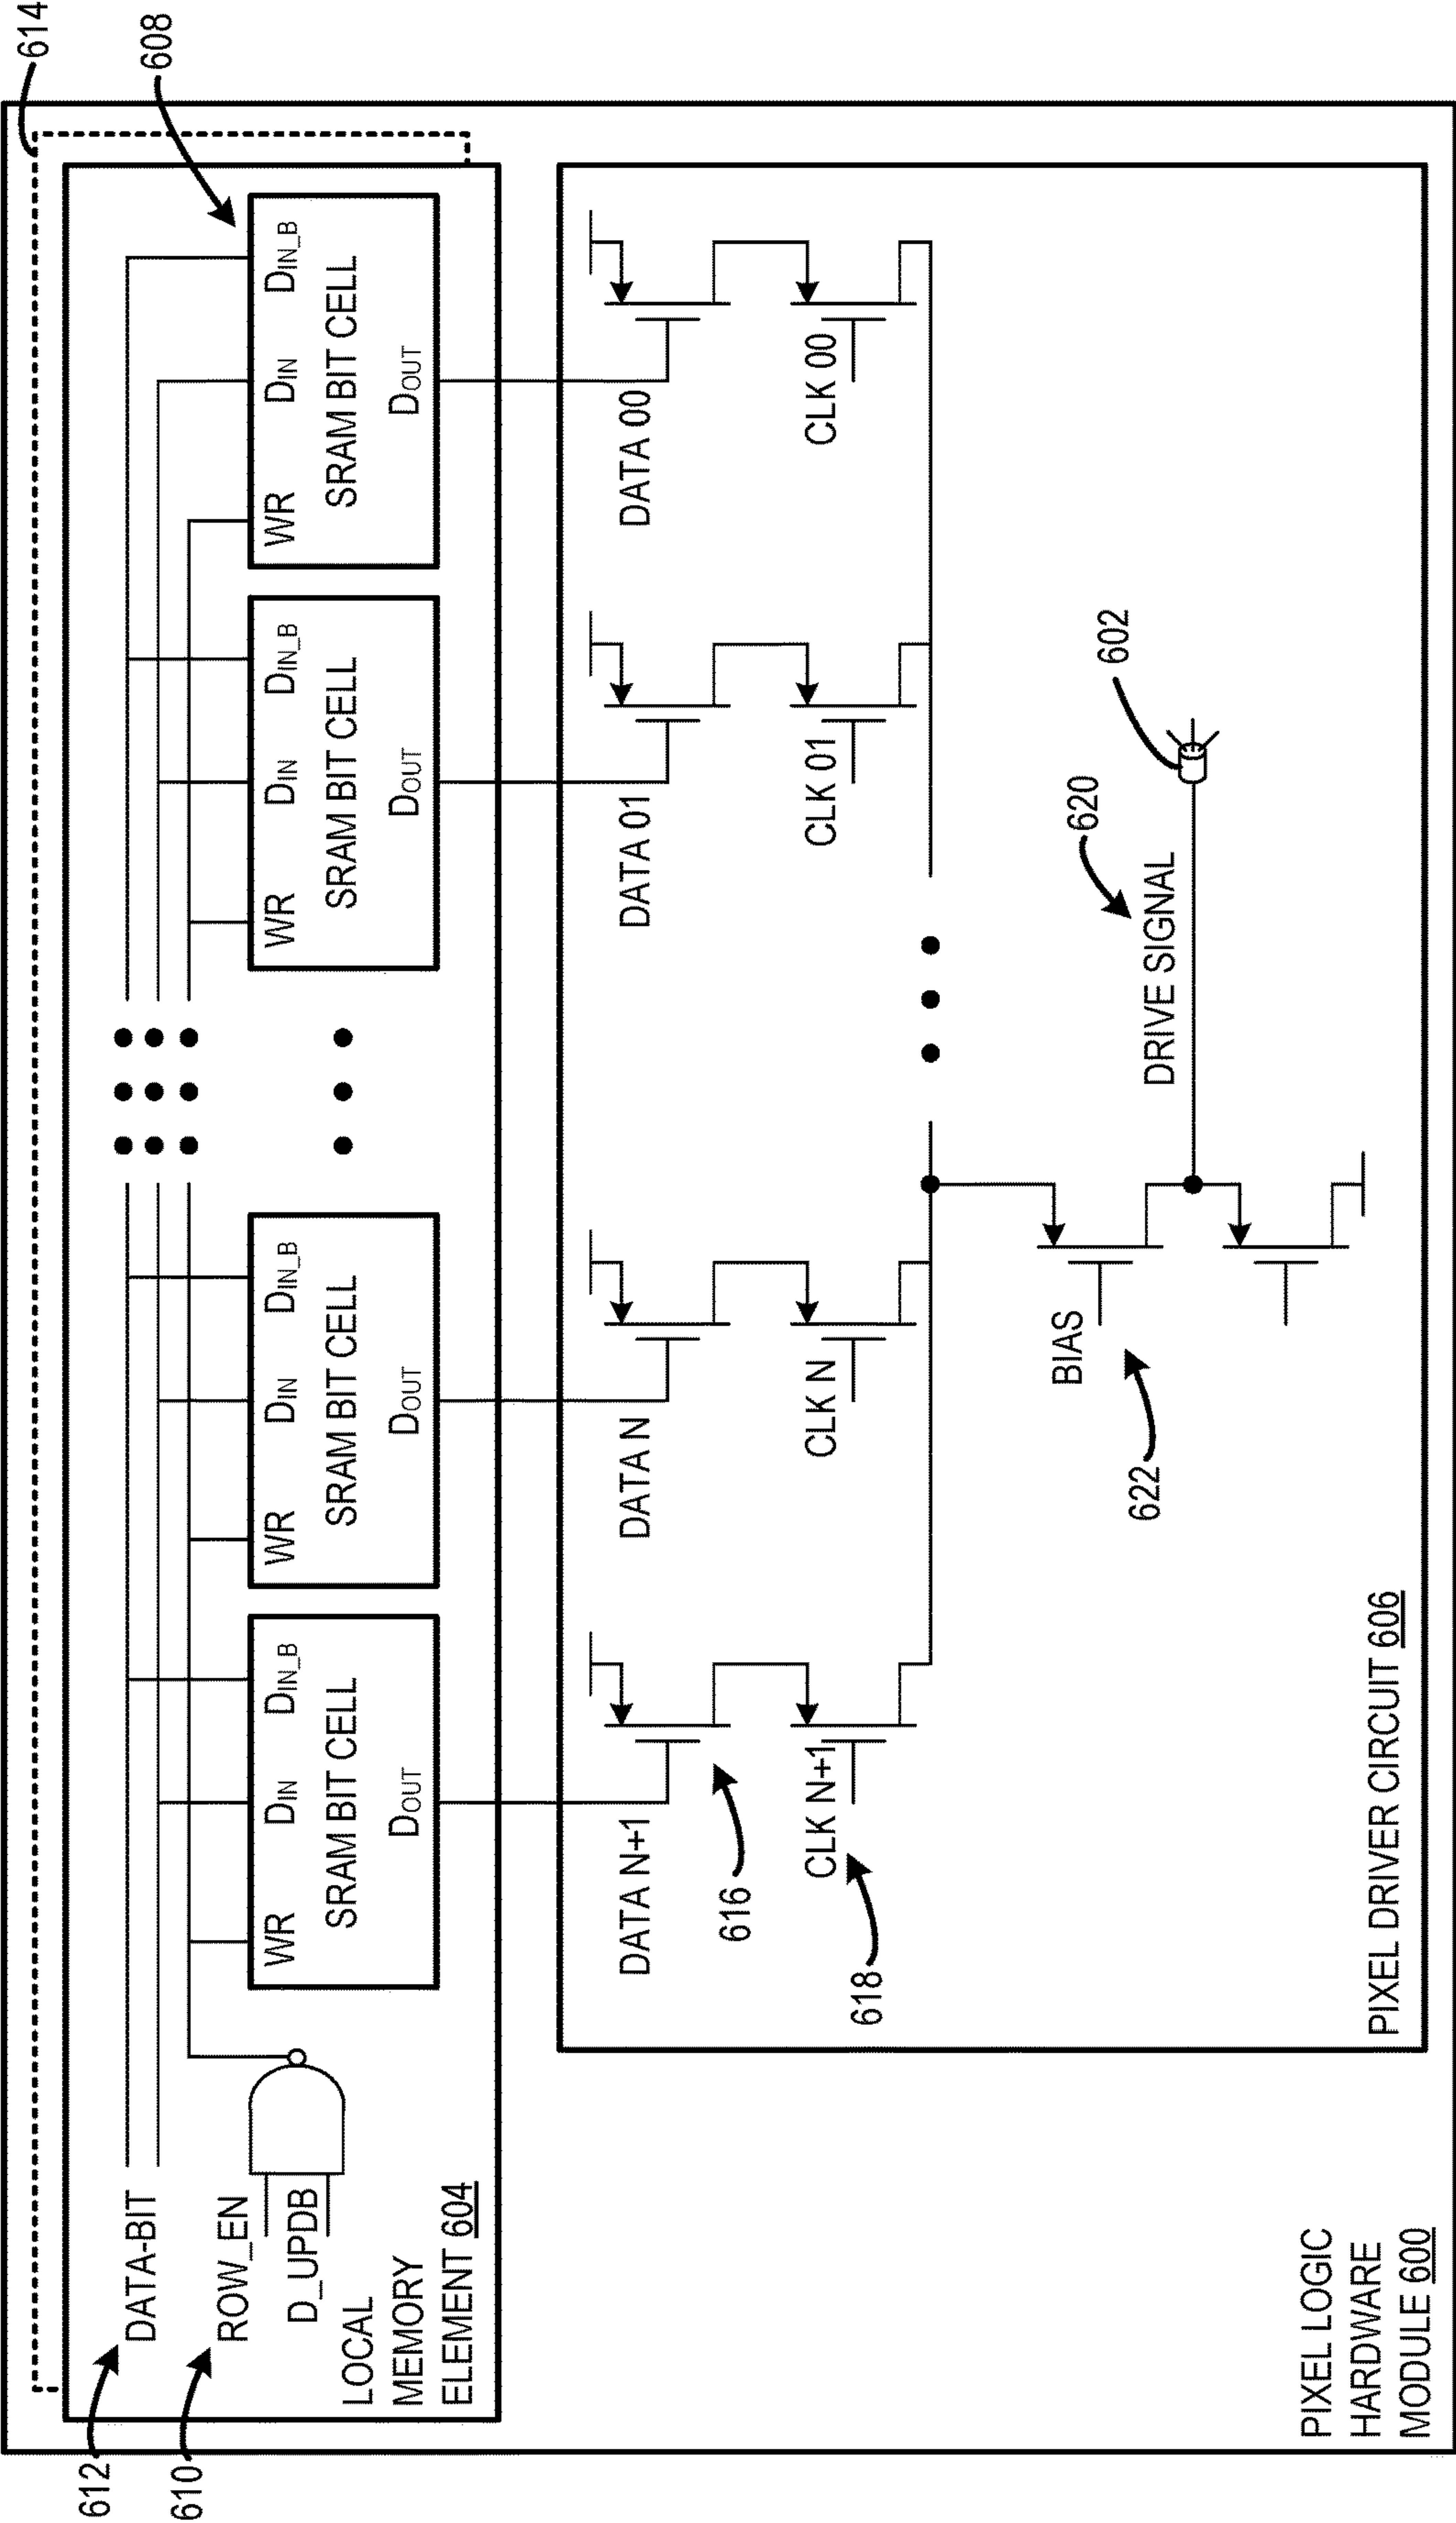 614
608
612
DATA-BIT
610
ROW_EN
D_UPDB
LOCAL
MEMORY
ELEMENT 604
WR DIN DIN_B
SRAM BIT CELL
DOUT
WR DIN DIN_B
SRAM BIT CELL
DOUT
WR DIN DIN_B
SRAM BIT CELL
DOUT
WR DIN DIN_B
SRAM BIT CELL
DOUT
DATA N+1
DATA N
DATA 01
DATA 00
616
CLK N+1
CLK N
CLK 01
CLK 00
618
BIAS
622
DRIVE SIGNAL
620
602
PIXEL DRIVER CIRCUIT 606
PIXEL LOGIC
HARDWARE
MODULE 600